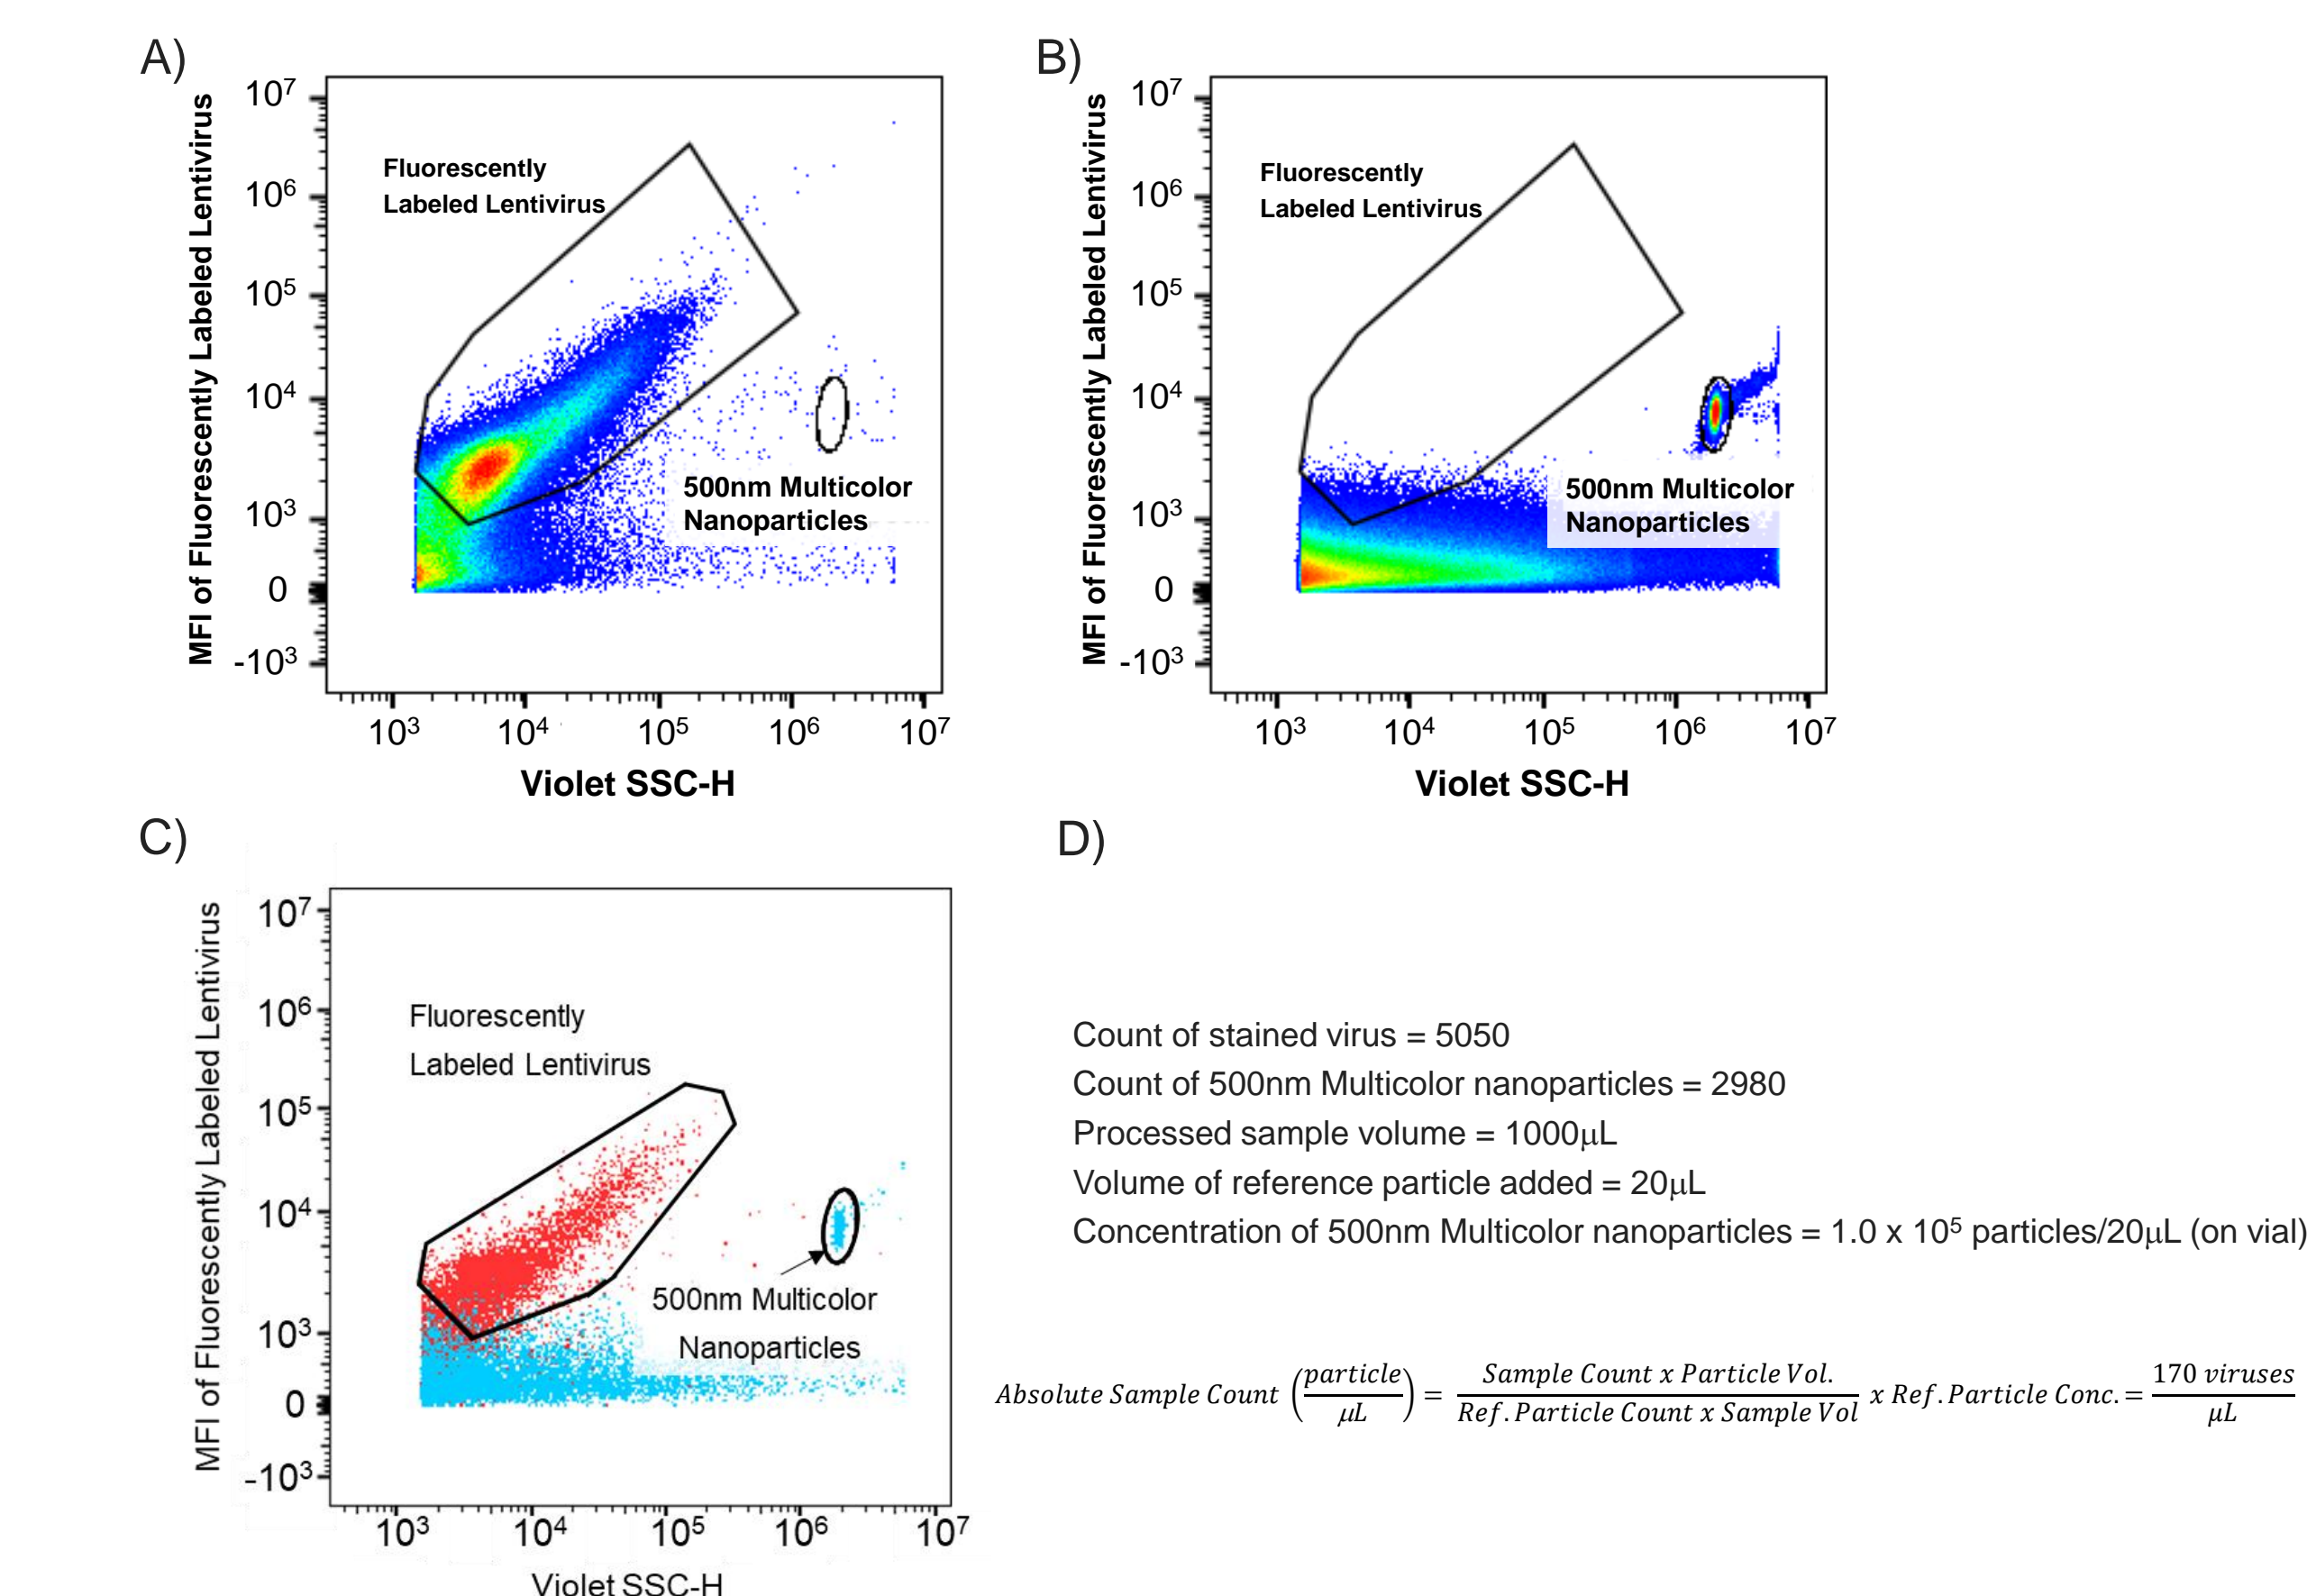 A)
MFI of Fluorescently Labeled Lentivirus
10⁷
10⁶
10⁵
10⁴
10³
0
-10³
Fluorescently
Labeled Lentivirus
500nm Multicolor
Nanoparticles
10³ 10⁴ 10⁵ 10⁶ 10⁷
Violet SSC-H
B)
MFI of Fluorescently Labeled Lentivirus
10⁷
10⁶
10⁵
10⁴
10³
0
-10³
Fluorescently
Labeled Lentivirus
500nm Multicolor
Nanoparticles
10³ 10⁴ 10⁵ 10⁶ 10⁷
Violet SSC-H
C)
MFI of Fluorescently Labeled Lentivirus
10⁷
10⁶
10⁵
10⁴
10³
0
-10³
Fluorescently
Labeled Lentivirus
500nm Multicolor
Nanoparticles
10³ 10⁴ 10⁵ 10⁶ 10⁷
Violet SSC-H
D)
Count of stained virus = 5050
Count of 500nm Multicolor nanoparticles = 2980
Processed sample volume = 1000µL
Volume of reference particle added = 20µL
Concentration of 500nm Multicolor nanoparticles = 1.0 x 10⁵ particles/20µL (on vial)
Absolute Sample Count (particle/µL) = Sample Count x Particle Vol. / Ref.Particle Count x Sample Vol x Ref.Particle Conc. = 170 viruses/µL